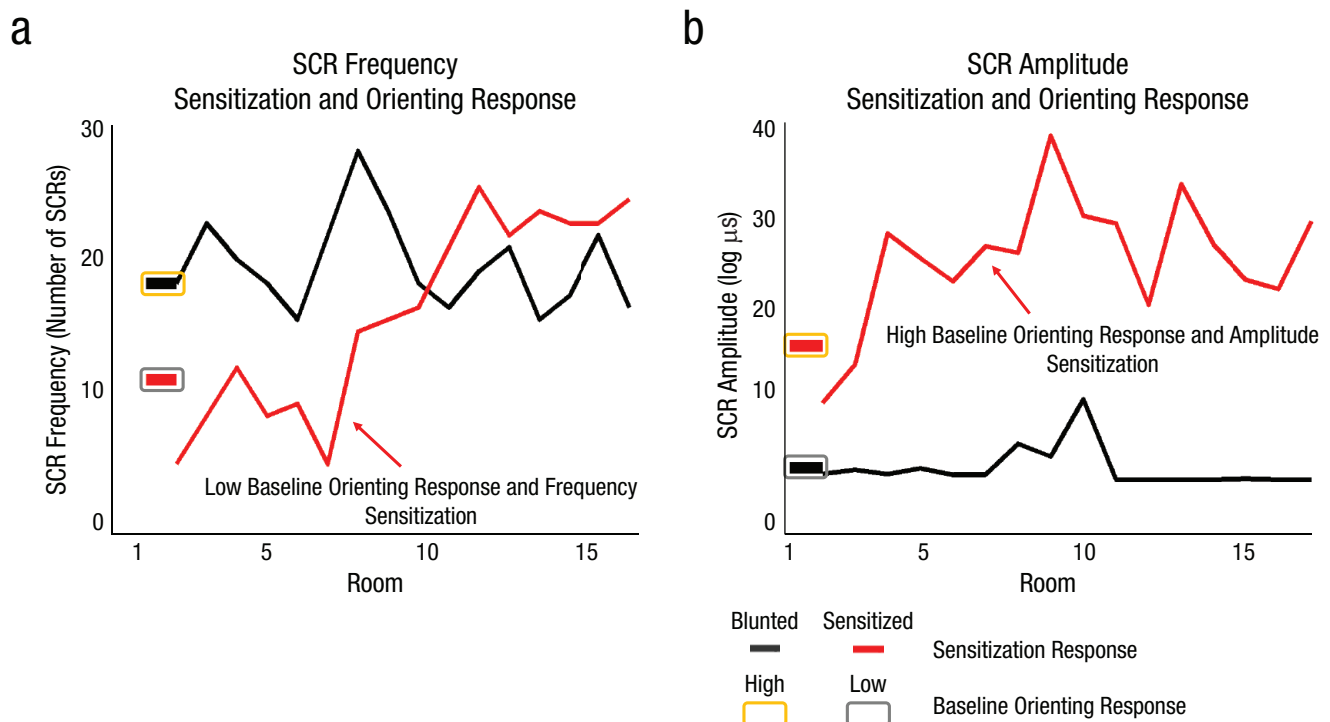 a
SCR Frequency
Sensitization and Orienting Response
SCR Frequency (Number of SCRs)
30
20
10
0
1
5
10
15
Room
Low Baseline Orienting Response and Frequency
Sensitization
b
SCR Amplitude
Sensitization and Orienting Response
SCR Amplitude (log μs)
40
30
20
10
0
1
5
10
15
Room
High Baseline Orienting Response and Amplitude
Sensitization
Blunted Sensitized
Sensitization Response
High Low
Baseline Orienting Response